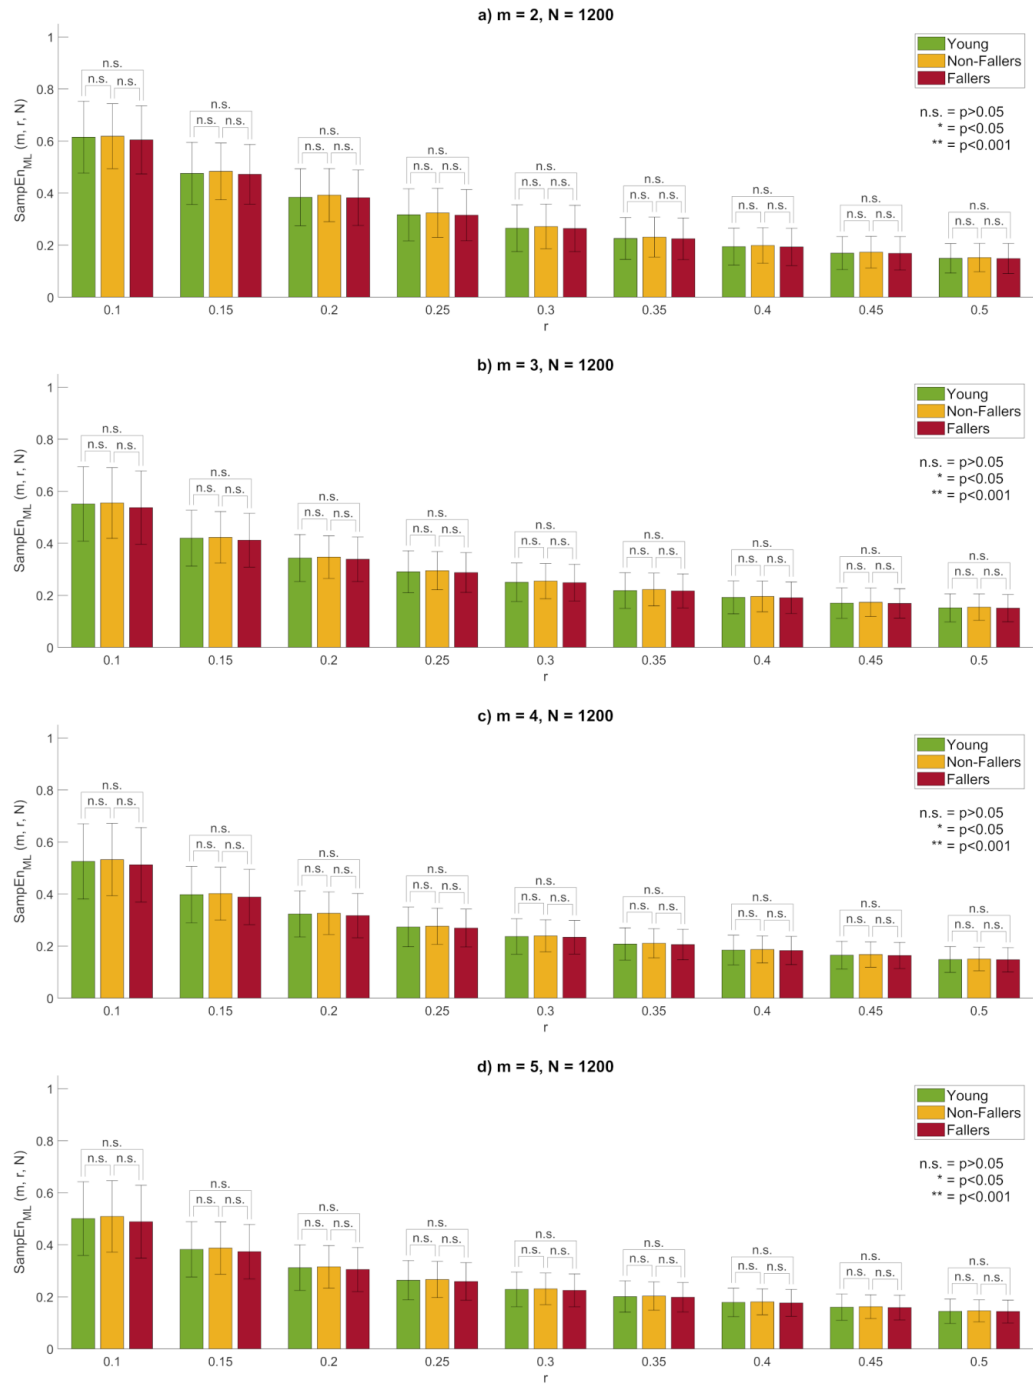 a) m = 2, N = 1200
SampEn_ML (m, r, N)
1
0.8
0.6
0.4
0.2
0
n.s. n.s. n.s. n.s. n.s. n.s. n.s. n.s. n.s.
n.s. n.s. n.s. n.s. n.s. n.s. n.s. n.s. n.s. n.s. n.s. n.s. n.s. n.s. n.s. n.s. n.s. n.s.
0.1 0.15 0.2 0.25 0.3 0.35 0.4 0.45 0.5
r
Young
Non-Fallers
Fallers
n.s. = p>0.05
* = p<0.05
** = p<0.001
b) m = 3, N = 1200
SampEn_ML (m, r, N)
1
0.8
0.6
0.4
0.2
0
n.s. n.s. n.s. n.s. n.s. n.s. n.s. n.s. n.s.
n.s. n.s. n.s. n.s. n.s. n.s. n.s. n.s. n.s. n.s. n.s. n.s. n.s. n.s. n.s. n.s. n.s. n.s.
0.1 0.15 0.2 0.25 0.3 0.35 0.4 0.45 0.5
r
Young
Non-Fallers
Fallers
n.s. = p>0.05
* = p<0.05
** = p<0.001
c) m = 4, N = 1200
SampEn_ML (m, r, N)
1
0.8
0.6
0.4
0.2
0
n.s. n.s. n.s. n.s. n.s. n.s. n.s. n.s. n.s.
n.s. n.s. n.s. n.s. n.s. n.s. n.s. n.s. n.s. n.s. n.s. n.s. n.s. n.s. n.s. n.s. n.s. n.s.
0.1 0.15 0.2 0.25 0.3 0.35 0.4 0.45 0.5
r
Young
Non-Fallers
Fallers
n.s. = p>0.05
* = p<0.05
** = p<0.001
d) m = 5, N = 1200
SampEn_ML (m, r, N)
1
0.8
0.6
0.4
0.2
0
n.s. n.s. n.s. n.s. n.s. n.s. n.s. n.s. n.s.
n.s. n.s. n.s. n.s. n.s. n.s. n.s. n.s. n.s. n.s. n.s. n.s. n.s. n.s. n.s. n.s. n.s. n.s.
0.1 0.15 0.2 0.25 0.3 0.35 0.4 0.45 0.5
r
Young
Non-Fallers
Fallers
n.s. = p>0.05
* = p<0.05
** = p<0.001